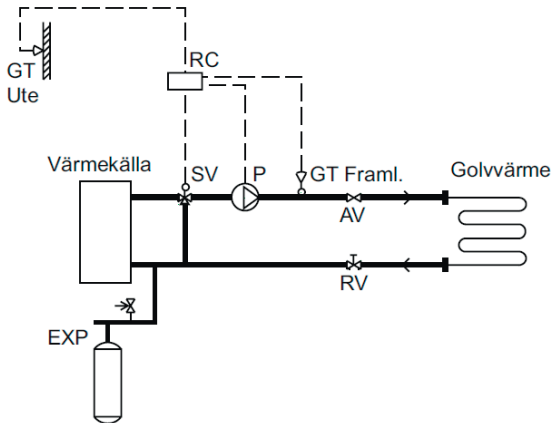 GT
Ute
RC
Värmekälla
SV
P
GT Framl.
Golvvärme
AV
RV
EXP